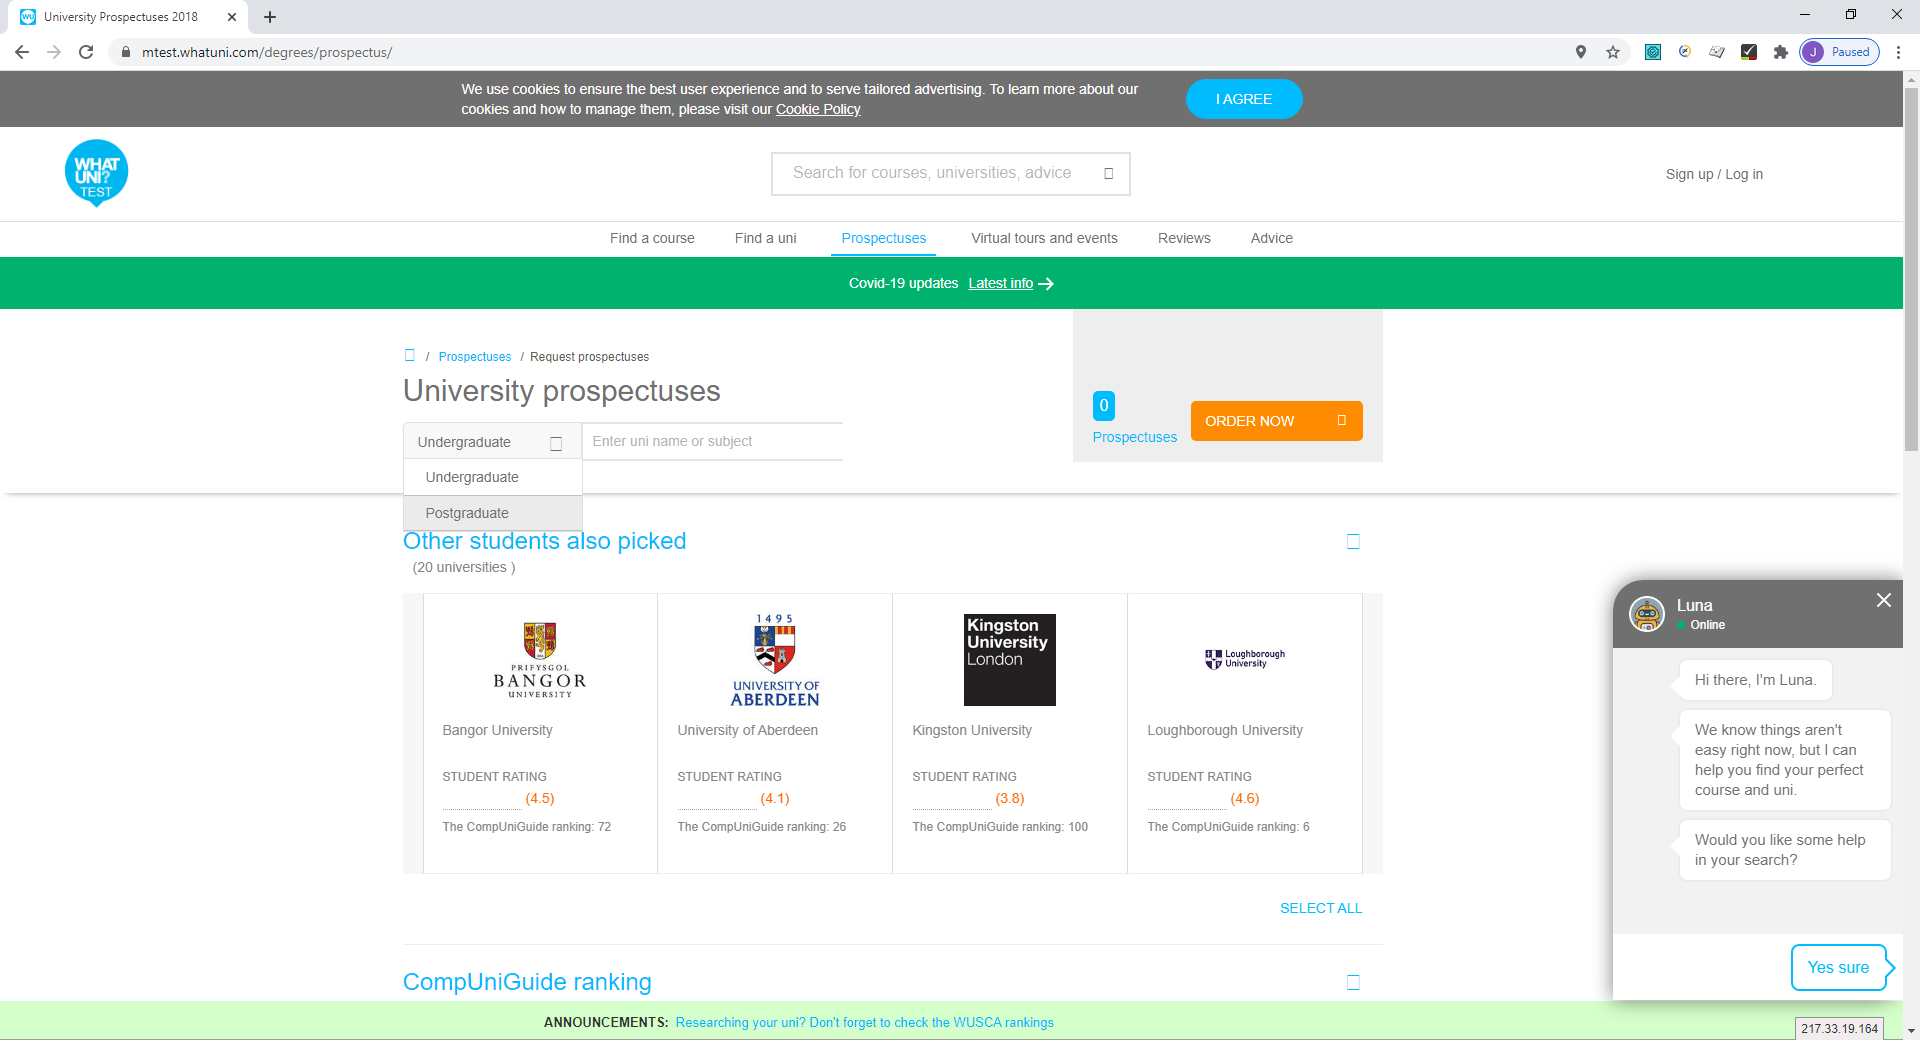 University Prospectuses 2018
mtest.whatuni.com/degrees/prospectus/
J Paused
We use cookies to ensure the best user experience and to serve tailored advertising. To learn more about our
cookies and how to manage them, please visit our Cookie Policy
I AGREE
WHAT
UNI?
TEST
Search for courses, universities, advice
Sign up / Log in
Find a course
Find a uni
Prospectuses
Virtual tours and events
Reviews
Advice
Covid-19 updates Latest info
/ Prospectuses / Request prospectuses
University prospectuses
0
Prospectuses
ORDER NOW
Undergraduate
Enter uni name or subject
Undergraduate
Postgraduate
Other students also picked
(20 universities )
PRIFYSGOL
BANGOR
UNIVERSITY
1495
UNIVERSITY OF
ABERDEEN
Kingston
University
London
Loughborough
University
Bangor University
University of Aberdeen
Kingston University
Loughborough University
STUDENT RATING
STUDENT RATING
STUDENT RATING
STUDENT RATING
(4.5)
(4.1)
(3.8)
(4.6)
The CompUniGuide ranking: 72
The CompUniGuide ranking: 26
The CompUniGuide ranking: 100
The CompUniGuide ranking: 6
SELECT ALL
CompUniGuide ranking
Luna
Online
Hi there, I'm Luna.
We know things aren't
easy right now, but I can
help you find your perfect
course and uni.
Would you like some help
in your search?
Yes sure
ANNOUNCEMENTS: Researching your uni? Don't forget to check the WUSCA rankings
217.33.19.164